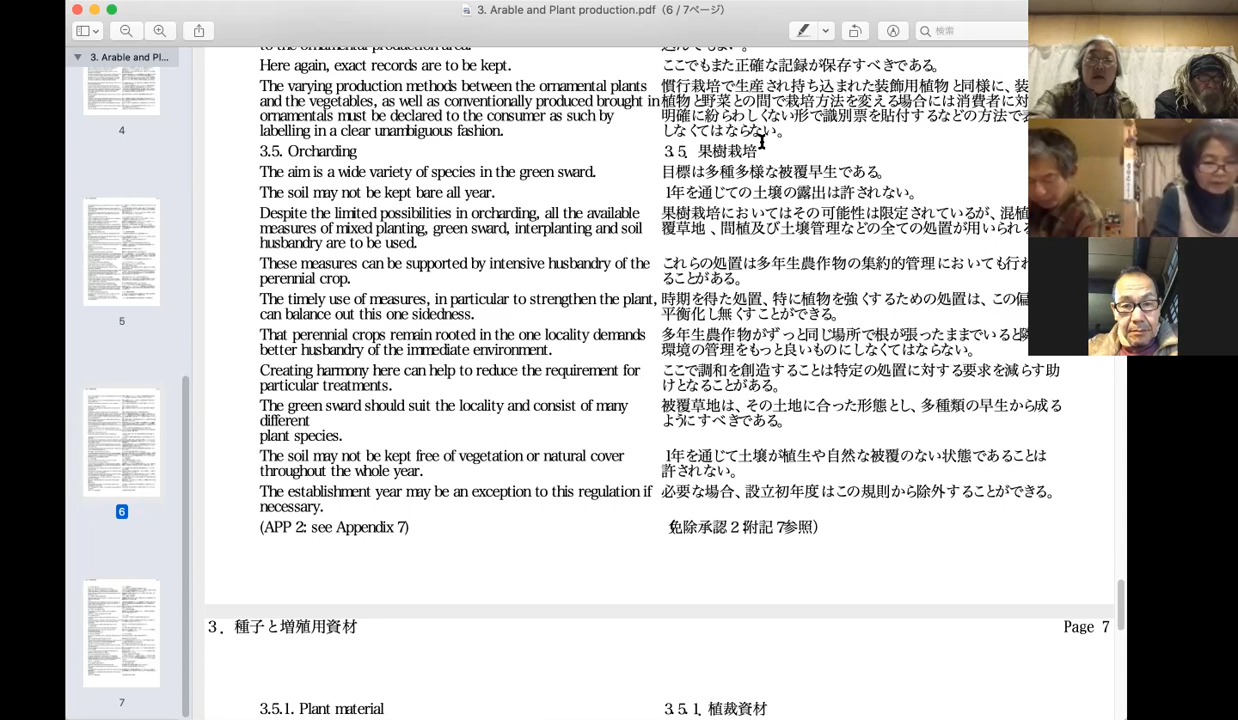 3. Arable and Plant production.pdf（6 / 7ページ）
検索
3. Arable and Pl...
4
5
6
7
to the ornamental production area.
Here again, exact records are to be kept.
The varying production methods between the ornamental plants
and the vegetables, as well as conventionally produced brought in
ornamentals must be declared to the consumer as such by
labelling in a clear unambiguous fashion.
3.5. Orcharding
The aim is a wide variety of species in the green sward.
The soil may not be kept bare all year.
Despite the limited possibilities in orcharding, all the available
measures of mixed planting, green sward, interplanting and soil
husbandry are to be used.
These measures can be supported by intensive husbandry of the
perennial crop.
The timely use of measures, in particular to strengthen the plant,
can balance out this one sidedness.
That perennial crops remain rooted in the one locality demands
better husbandry of the immediate environment.
Creating harmony here can help to reduce the requirement for
particular treatments.
The green sward should suit the locality and consist of many
different
plant species.
The soil may not be kept free of vegetation or natural cover
throughout the whole year.
The establishment year may be an exception to this regulation if
necessary.
(APP 2: see Appendix 7)
込んでもよい。
ここでもまた正確な記録が保存すべきである。
慣行栽培で生産され持ち込まれた装飾用植物と同様に、装
植物と野菜との間で栽培方法を変える場合には消費者に対
明確に紛らわしくない形で識別票を貼付するなどの方法で
しなくてはならない。
3.5. 果樹栽培
目標は多種多様な被覆早生である。
1年を通じての土壌の露出は許されない。
果樹栽培においてはその可能性は限定されているが、混植
覆草地 、間植及び土壌管理などの全ての処置が用いられ
これらの処置は多年生農作物の集約的管理においても行
ることがある。
時期を得た処置、特に植物を強くするための処置は、この偏
平衡化し無くすことができる。
多年生農作物がずっと同じ場所で根が張ったままでいると
環境の管理をもっと良いものにしなくてはならない。
ここで調和を創造することは特定の処置に対する要求を減らす助
けとなることがある。
被覆草地は、その土地に合った形態とし、多種類の早生から成る
ようにすべきである。
1年を通じて土壌が植生や自然な被覆のない状態であることは
許されない。
必要な場合、設立初年度はこの規則から除外することができる。
（免除承認 2：附記 7参照）
3．種子と増殖用資材
Page 7
3.5.1. Plant material
3.5.1. 植裁資材